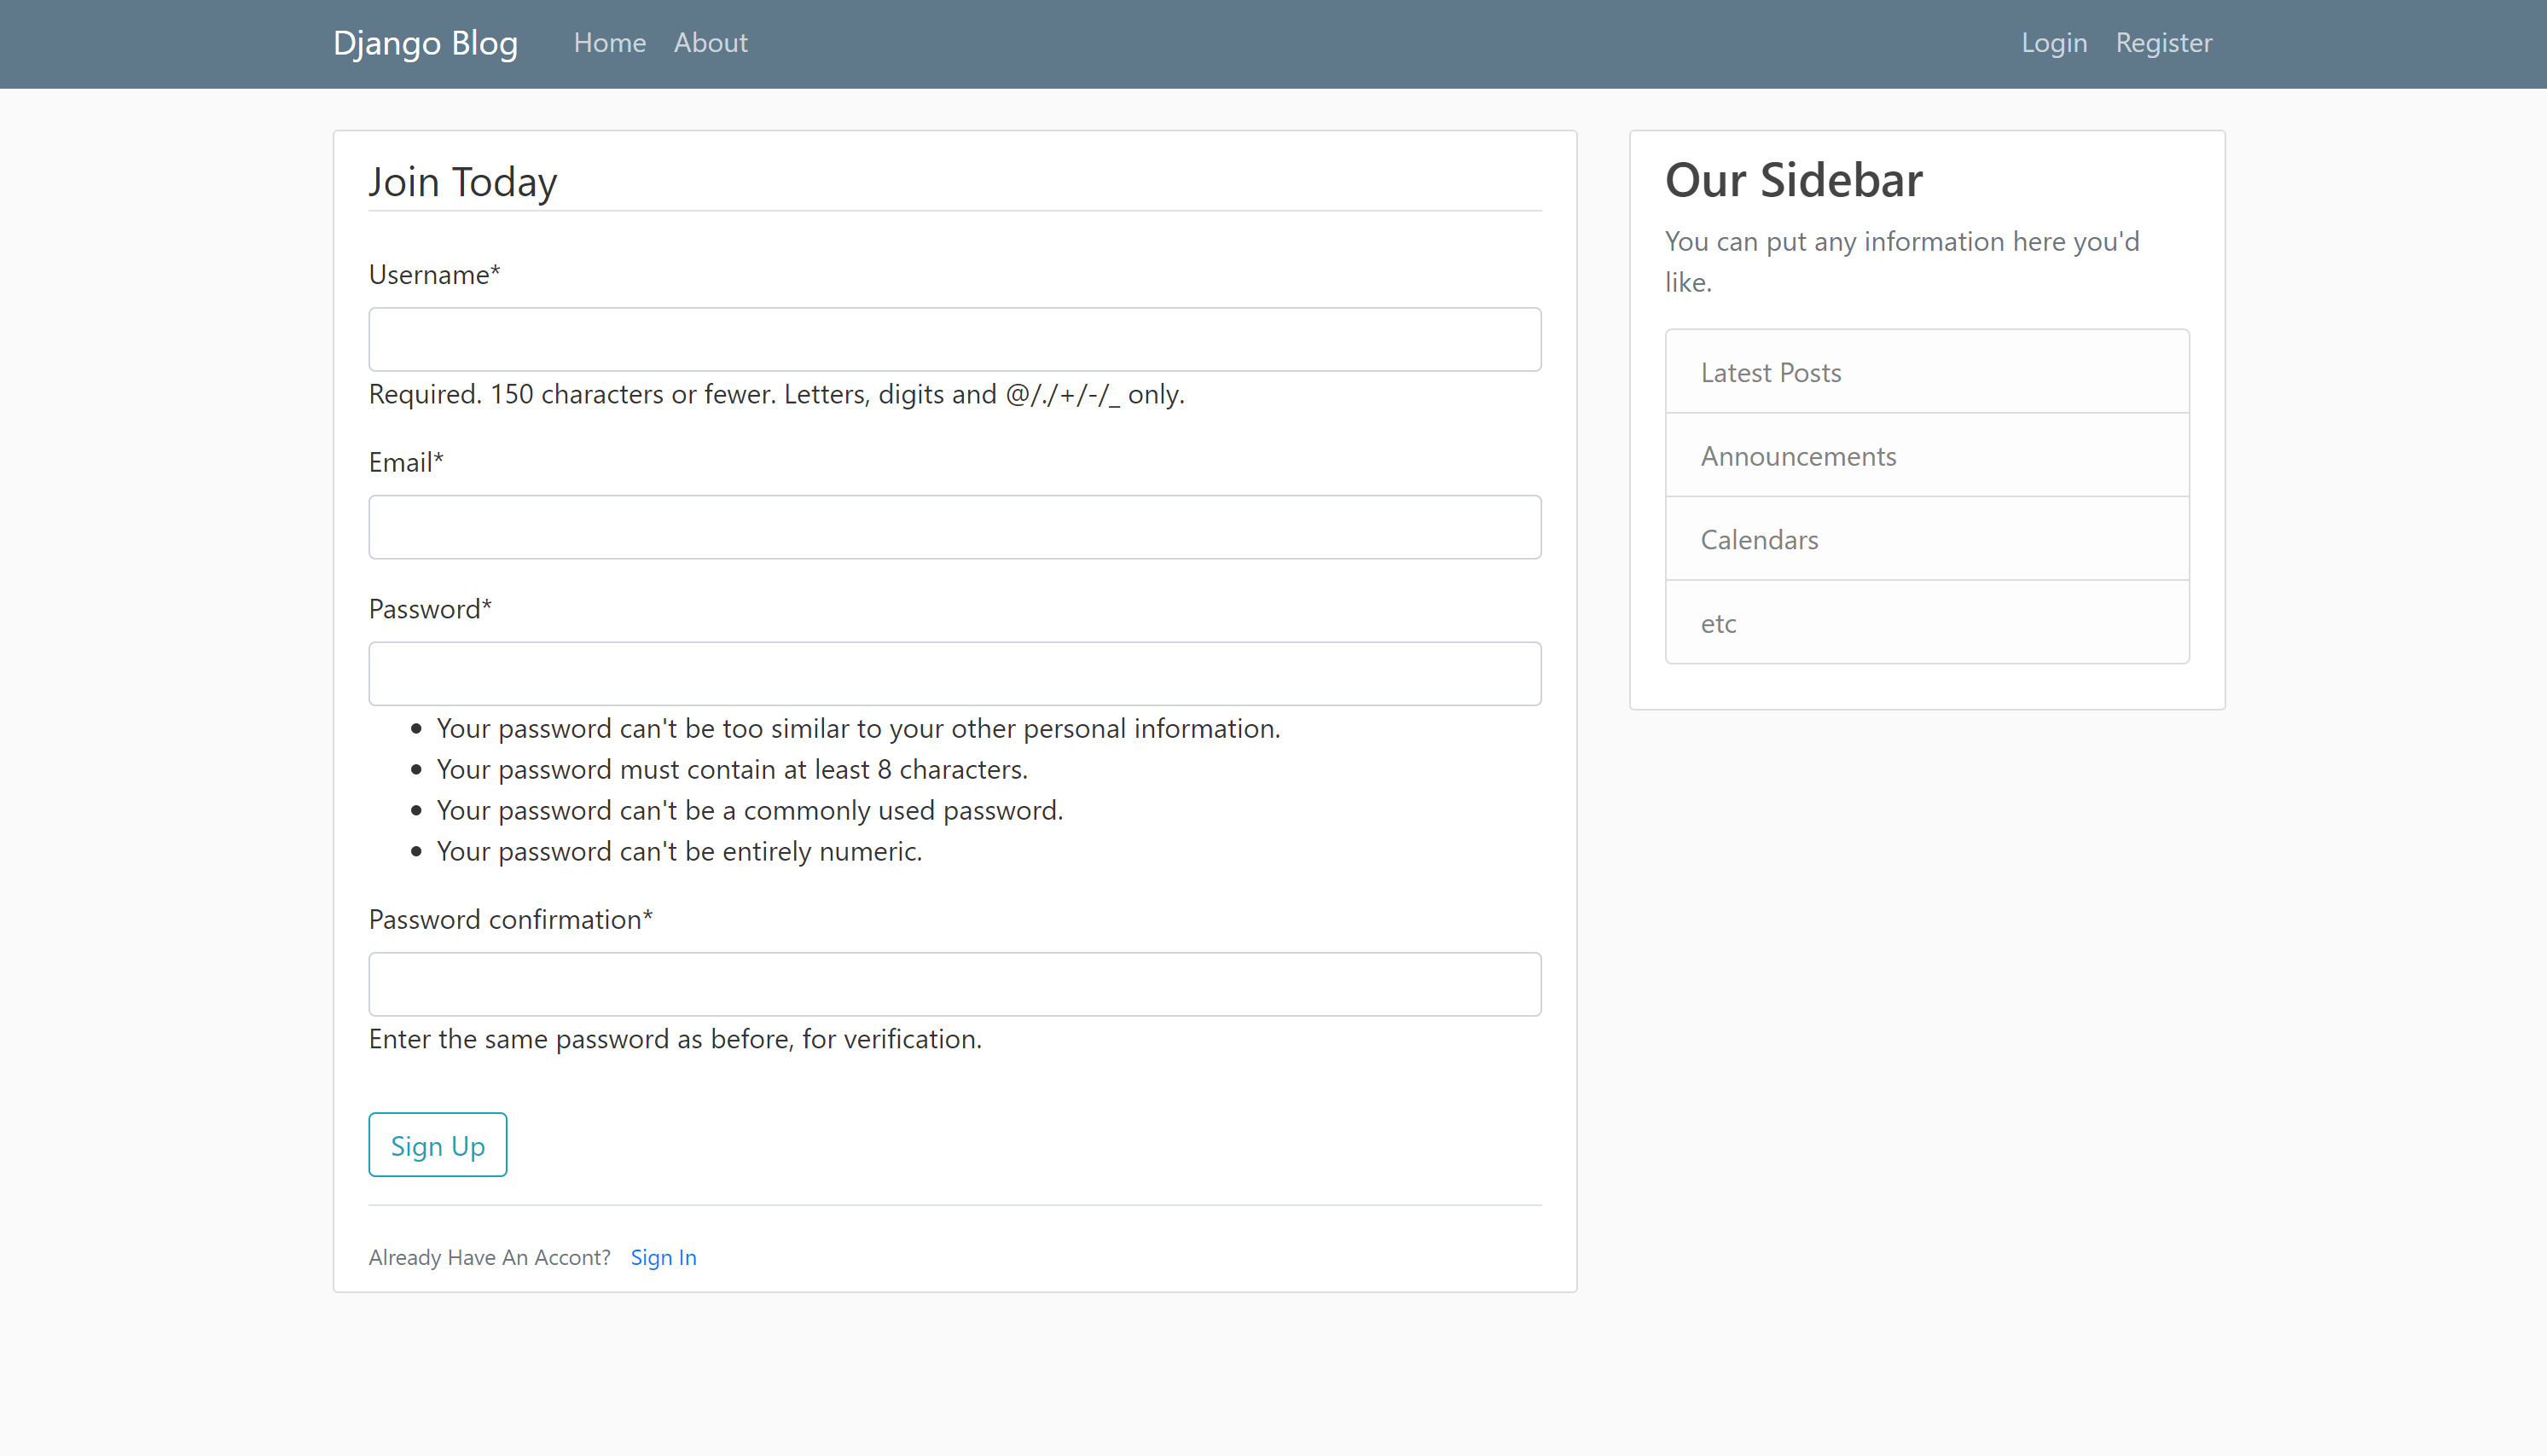 Django Blog Home About Login Register
Join Today
Username*
Required. 150 characters or fewer. Letters, digits and @/./+/-/_ only.
Email*
Password*
Your password can't be too similar to your other personal information.
Your password must contain at least 8 characters.
Your password can't be a commonly used password.
Your password can't be entirely numeric.
Password confirmation*
Enter the same password as before, for verification.
Sign Up
Already Have An Accont? Sign In
Our Sidebar
You can put any information here you'd
like.
Latest Posts
Announcements
Calendars
etc